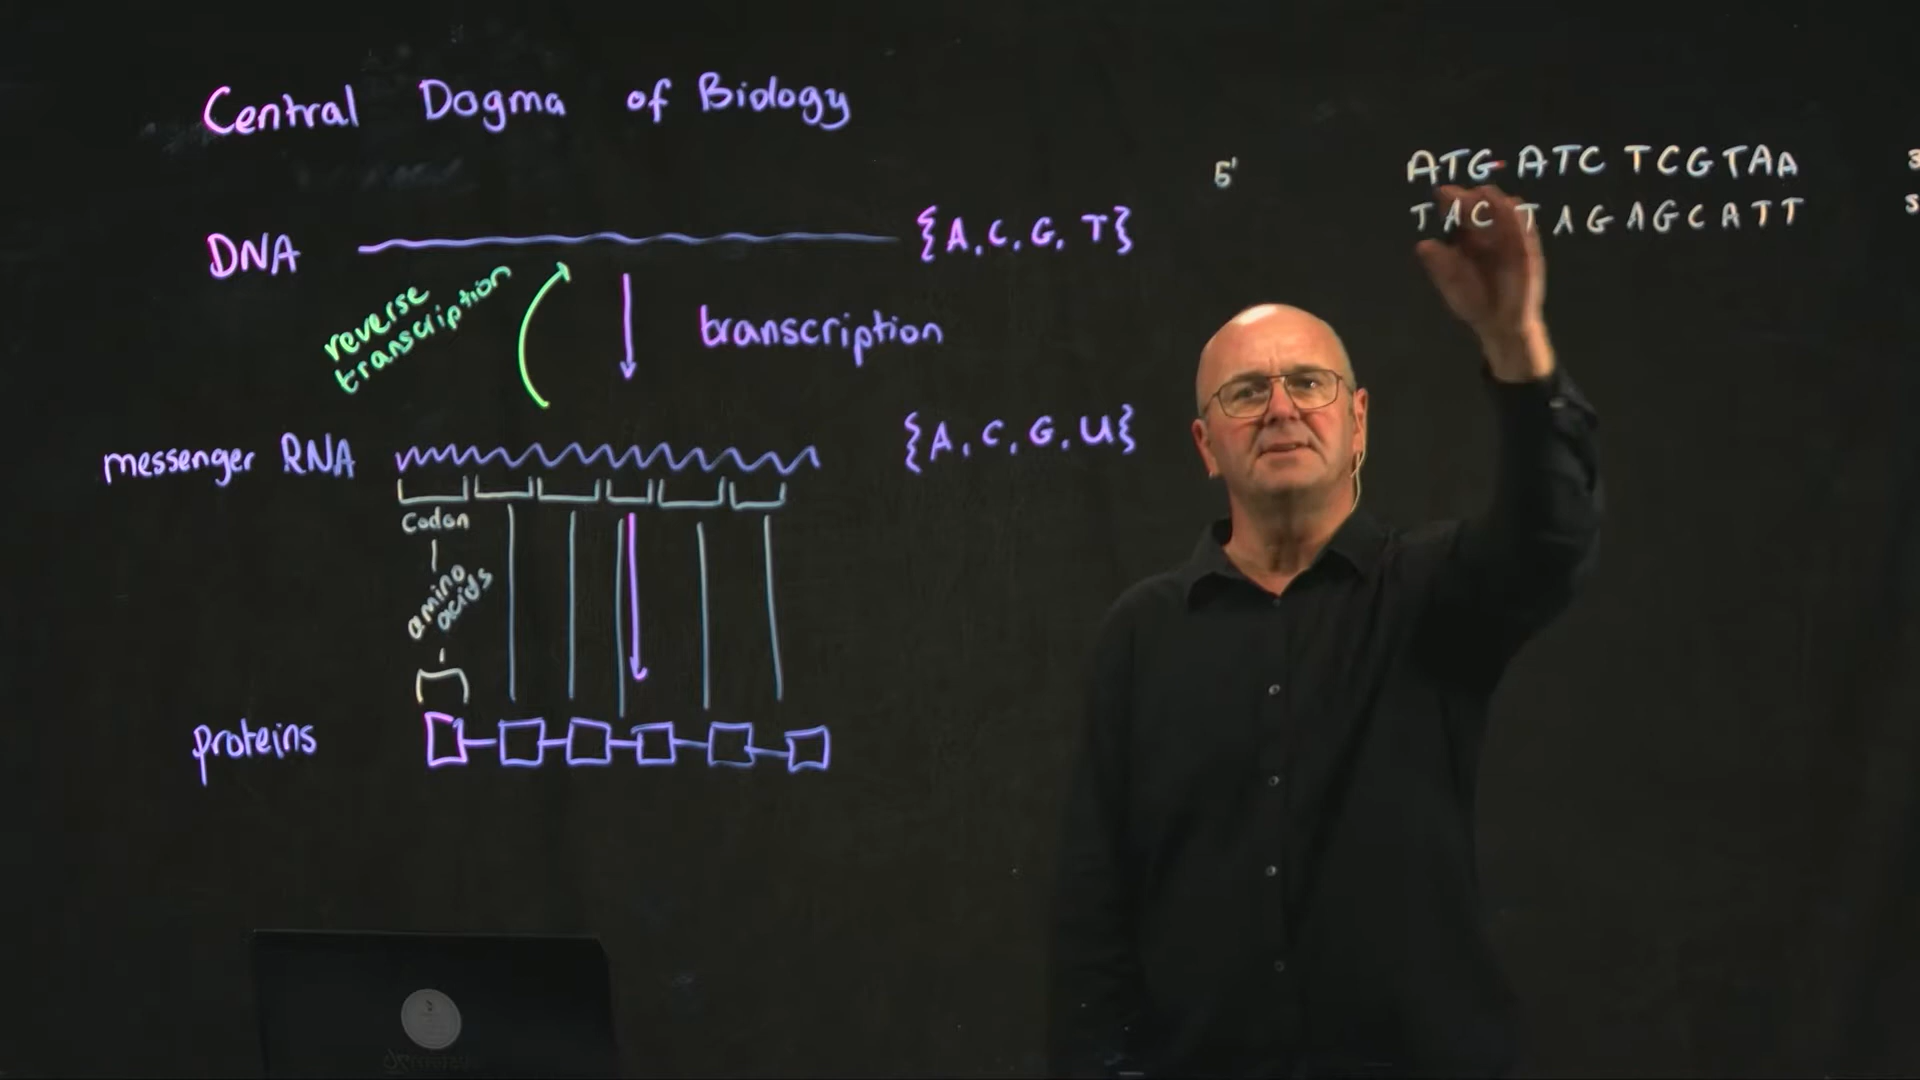 Central Dogma of Biology
5'
ATG ATC TCGTAA
3
TAC TAGAGCATT
DNA
{A, C, G, T}
reverse
transcription
transcription
messenger RNA
{A, C, G, U}
Codon
amino
acids
proteins